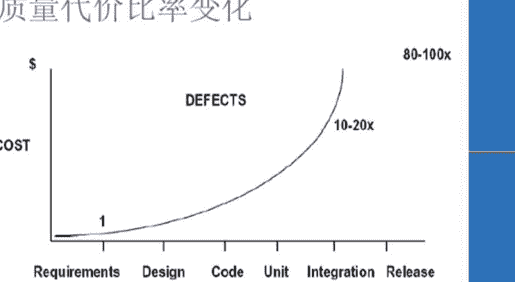 质量代价比率变化
$
80-100x
DEFECTS
10-20x
COST
1
Requirements Design Code Unit Integration Release